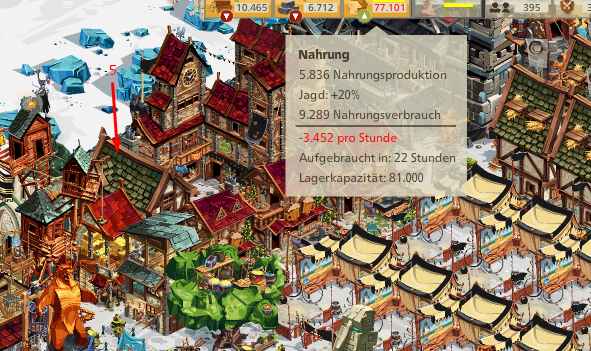 10.465 6.712 77.101 395
Nahrung
5.836 Nahrungsproduktion
Jagd: +20%
9.289 Nahrungsverbrauch
-3.452 pro Stunde
Aufgebraucht in: 22 Stunden
Lagerkapazität: 81.000
5